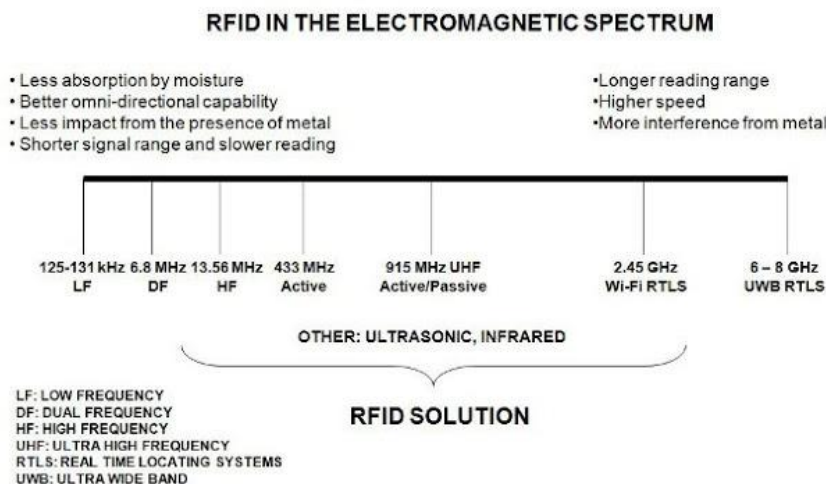 RFID IN THE ELECTROMAGNETIC SPECTRUM
• Less absorption by moisture
• Better omni-directional capability
• Less impact from the presence of metal
• Shorter signal range and slower reading
•Longer reading range
•Higher speed
•More interference from metal
125-131 kHz 6.8 MHz 13.56 MHz 433 MHz 915 MHz UHF 2.45 GHz 6 – 8 GHz
LF DF HF Active Active/Passive Wi-Fi RTLS UWB RTLS
OTHER: ULTRASONIC, INFRARED
RFID SOLUTION
LF: LOW FREQUENCY
DF: DUAL FREQUENCY
HF: HIGH FREQUENCY
UHF: ULTRA HIGH FREQUENCY
RTLS: REAL TIME LOCATING SYSTEMS
UWB: ULTRA WIDE BAND